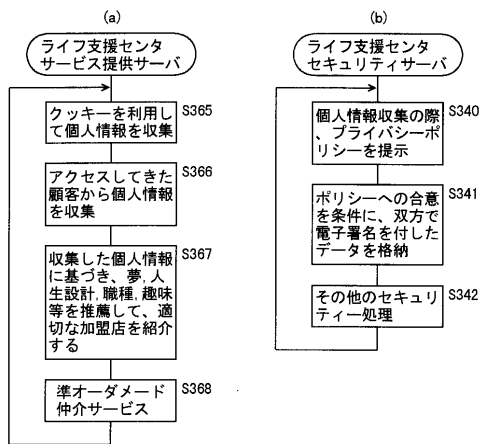 (a)
ライフ支援センタ
サービス提供サーバ
S365
クッキーを利用し
て個人情報を収集
S366
アクセスしてきた
顧客から個人情報
を収集
S367
収集した個人情報
に基づき、夢,人
生設計,職種,趣味
等を推薦して、適
切な加盟店を紹介
する
S368
準オーダメード
仲介サービス
(b)
ライフ支援センタ
セキュリティサーバ
S340
個人情報収集の際
、プライバシーポ
リシーを提示
S341
ポリシーへの合意
を条件に、双方で
電子署名を付した
データを格納
S342
その他のセキュリ
ティー処理